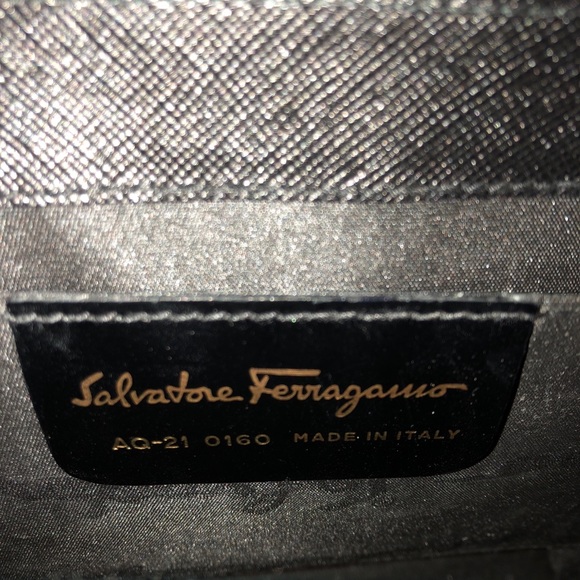 Salvatore Ferragamo
AQ-21 0160 MADE IN ITALY